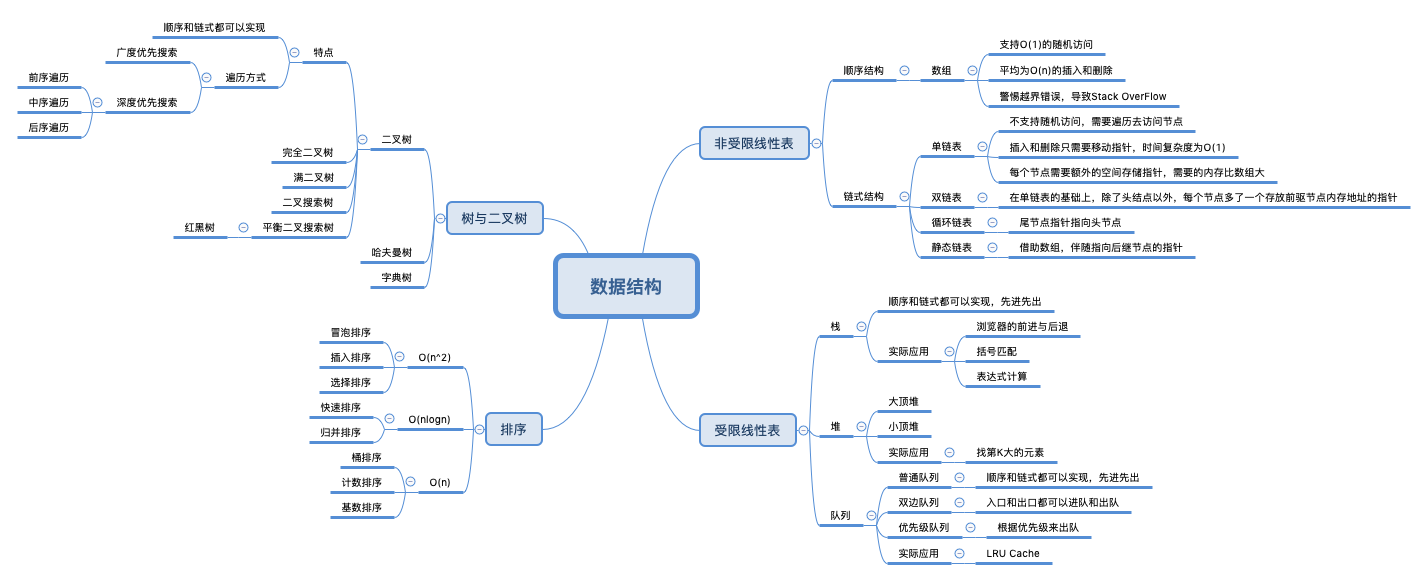 数据结构
非受限线性表
顺序结构
数组
支持O(1)的随机访问
平均为O(n)的插入和删除
警惕越界错误，导致Stack OverFlow
链式结构
单链表
不支持随机访问，需要遍历去访问节点
插入和删除只需要移动指针，时间复杂度为O(1)
每个节点需要额外的空间存储指针，需要的内存比数组大
双链表
在单链表的基础上，除了头结点以外，每个节点多了一个存放前驱节点内存地址的指针
循环链表
尾节点指针指向头节点
静态链表
借助数组，伴随指向后继节点的指针
受限线性表
栈
顺序和链式都可以实现，先进先出
实际应用
浏览器的前进与后退
括号匹配
表达式计算
堆
大顶堆
小顶堆
实际应用
找第K大的元素
队列
普通队列
顺序和链式都可以实现，先进先出
双边队列
入口和出口都可以进队和出队
优先级队列
根据优先级来出队
实际应用
LRU Cache
树与二叉树
二叉树
特点
顺序和链式都可以实现
遍历方式
广度优先搜索
深度优先搜索
前序遍历
中序遍历
后序遍历
完全二叉树
满二叉树
二叉搜索树
平衡二叉搜索树
红黑树
哈夫曼树
字典树
排序
O(n^2)
冒泡排序
插入排序
选择排序
O(nlogn)
快速排序
归并排序
O(n)
桶排序
计数排序
基数排序